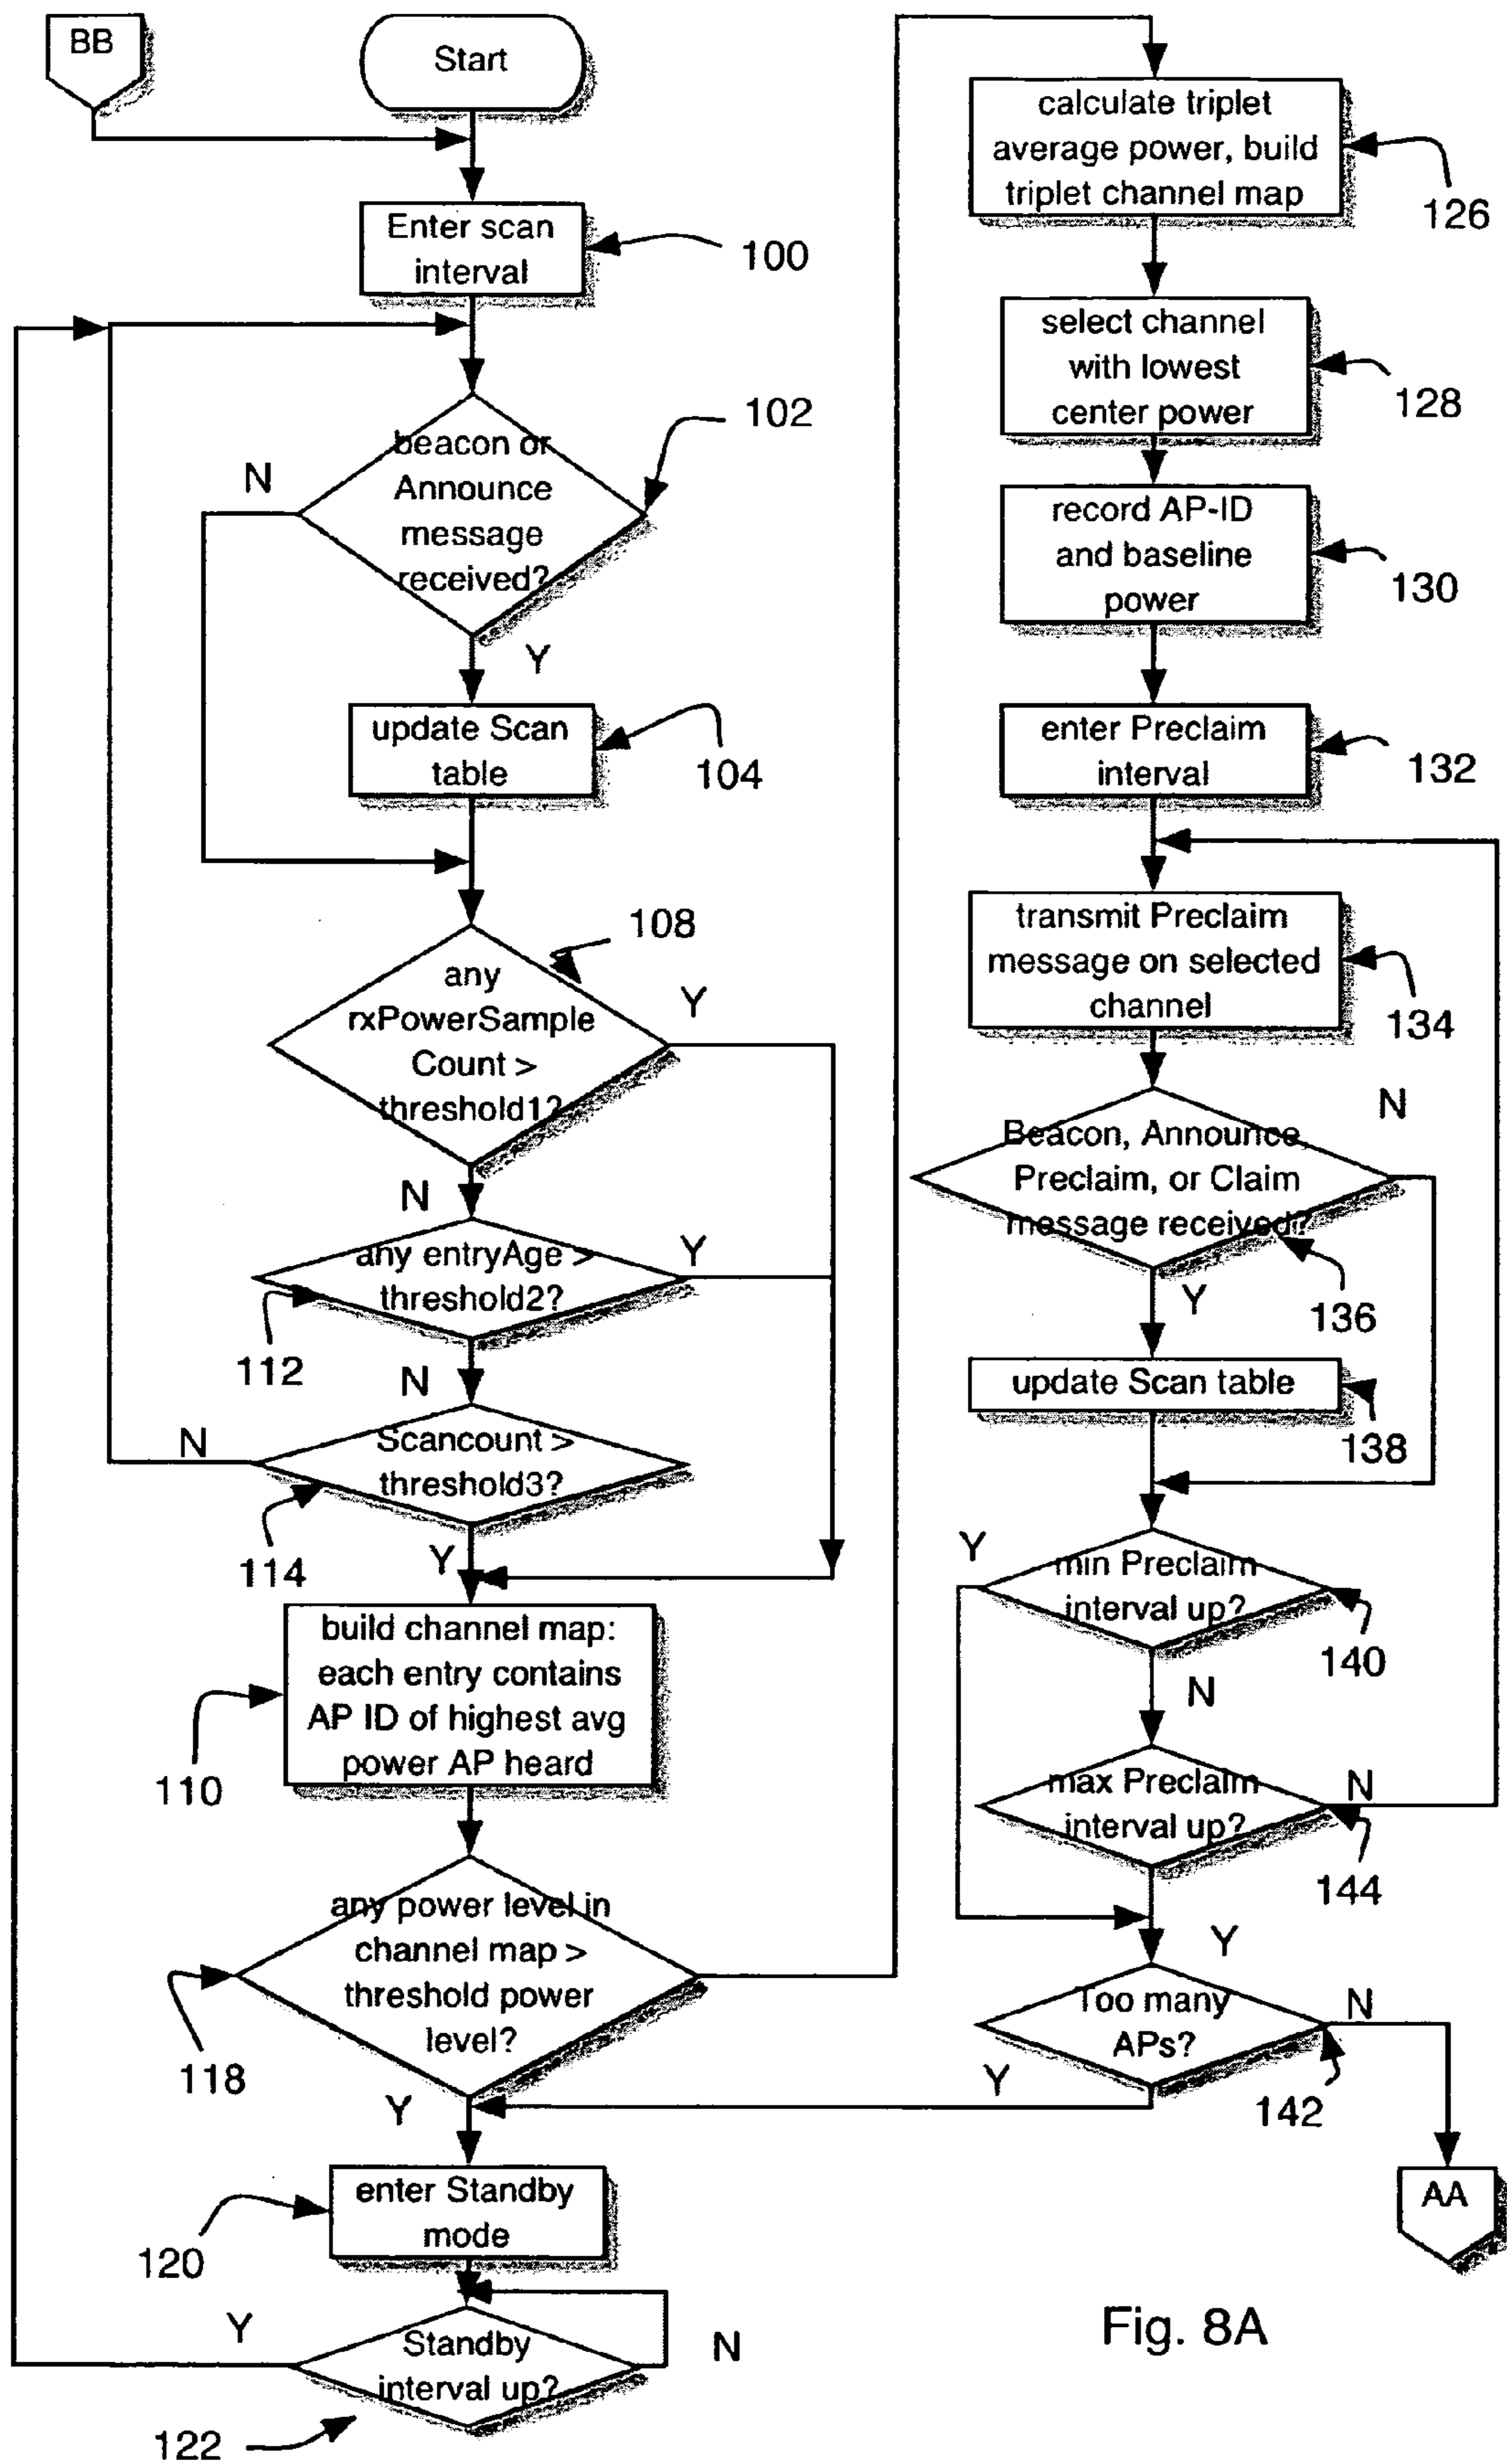 BB
Start
Enter scan
interval
100
beacon or
Announce
message
received?
102
N
Y
update Scan
table
104
any
rxPowerSample
Count >
threshold1?
108
Y
N
any entryAge >
threshold2?
Y
112
N
Scancount >
threshold3?
N
114
Y
build channel map:
each entry contains
AP ID of highest avg
power AP heard
110
any power level in
channel map >
threshold power
level?
118
Y
enter Standby
mode
120
Standby
interval up?
Y
N
122
calculate triplet
average power, build
triplet channel map
126
select channel
with lowest
center power
128
record AP-ID
and baseline
power
130
enter Preclaim
interval
132
transmit Preclaim
message on selected
channel
134
Beacon, Announce,
Preclaim, or Claim
message received?
N
136
Y
update Scan table
138
min Preclaim
interval up?
Y
140
N
max Preclaim
interval up?
N
144
Y
Too many
APs?
N
Y
142
AA
Fig. 8A